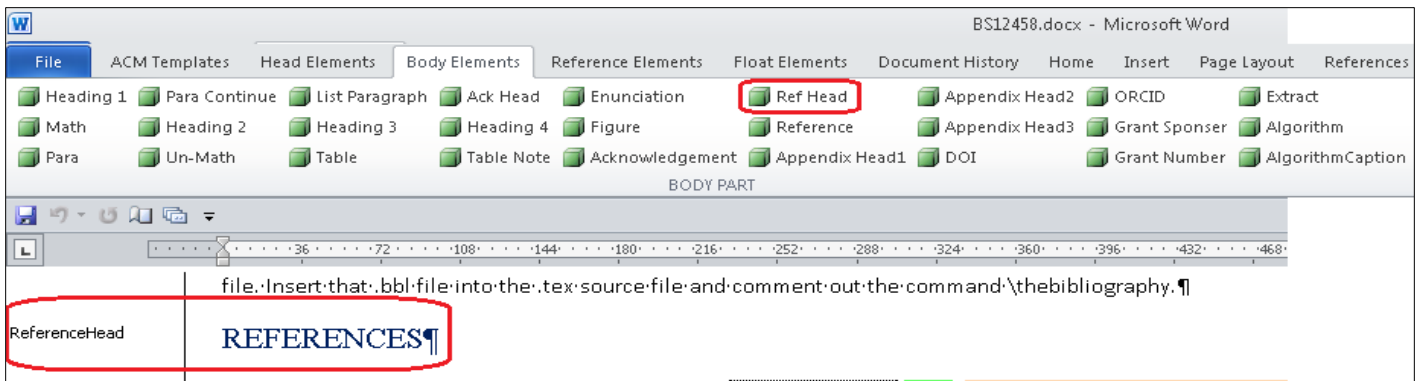 W
BS12458.docx - Microsoft Word
File ACM Templates Head Elements Body Elements Reference Elements Float Elements Document History Home Insert Page Layout References
Heading 1 Para Continue List Paragraph Ack Head Enunciation Ref Head Appendix Head2 ORCID Extract
Math Heading 2 Heading 3 Heading 4 Figure Reference Appendix Head3 Grant Sponser Algorithm
Para Un-Math Table Table Note Acknowledgement Appendix Head1 DOI Grant Number AlgorithmCaption
BODY PART
L
36 72 108 144 180 216 252 288 324 360 396 432 468
file.·Insert·that·.bbl·file·into·the·.tex·source·file·and·comment·out·the·command·\thebibliography.¶
ReferenceHead REFERENCES¶